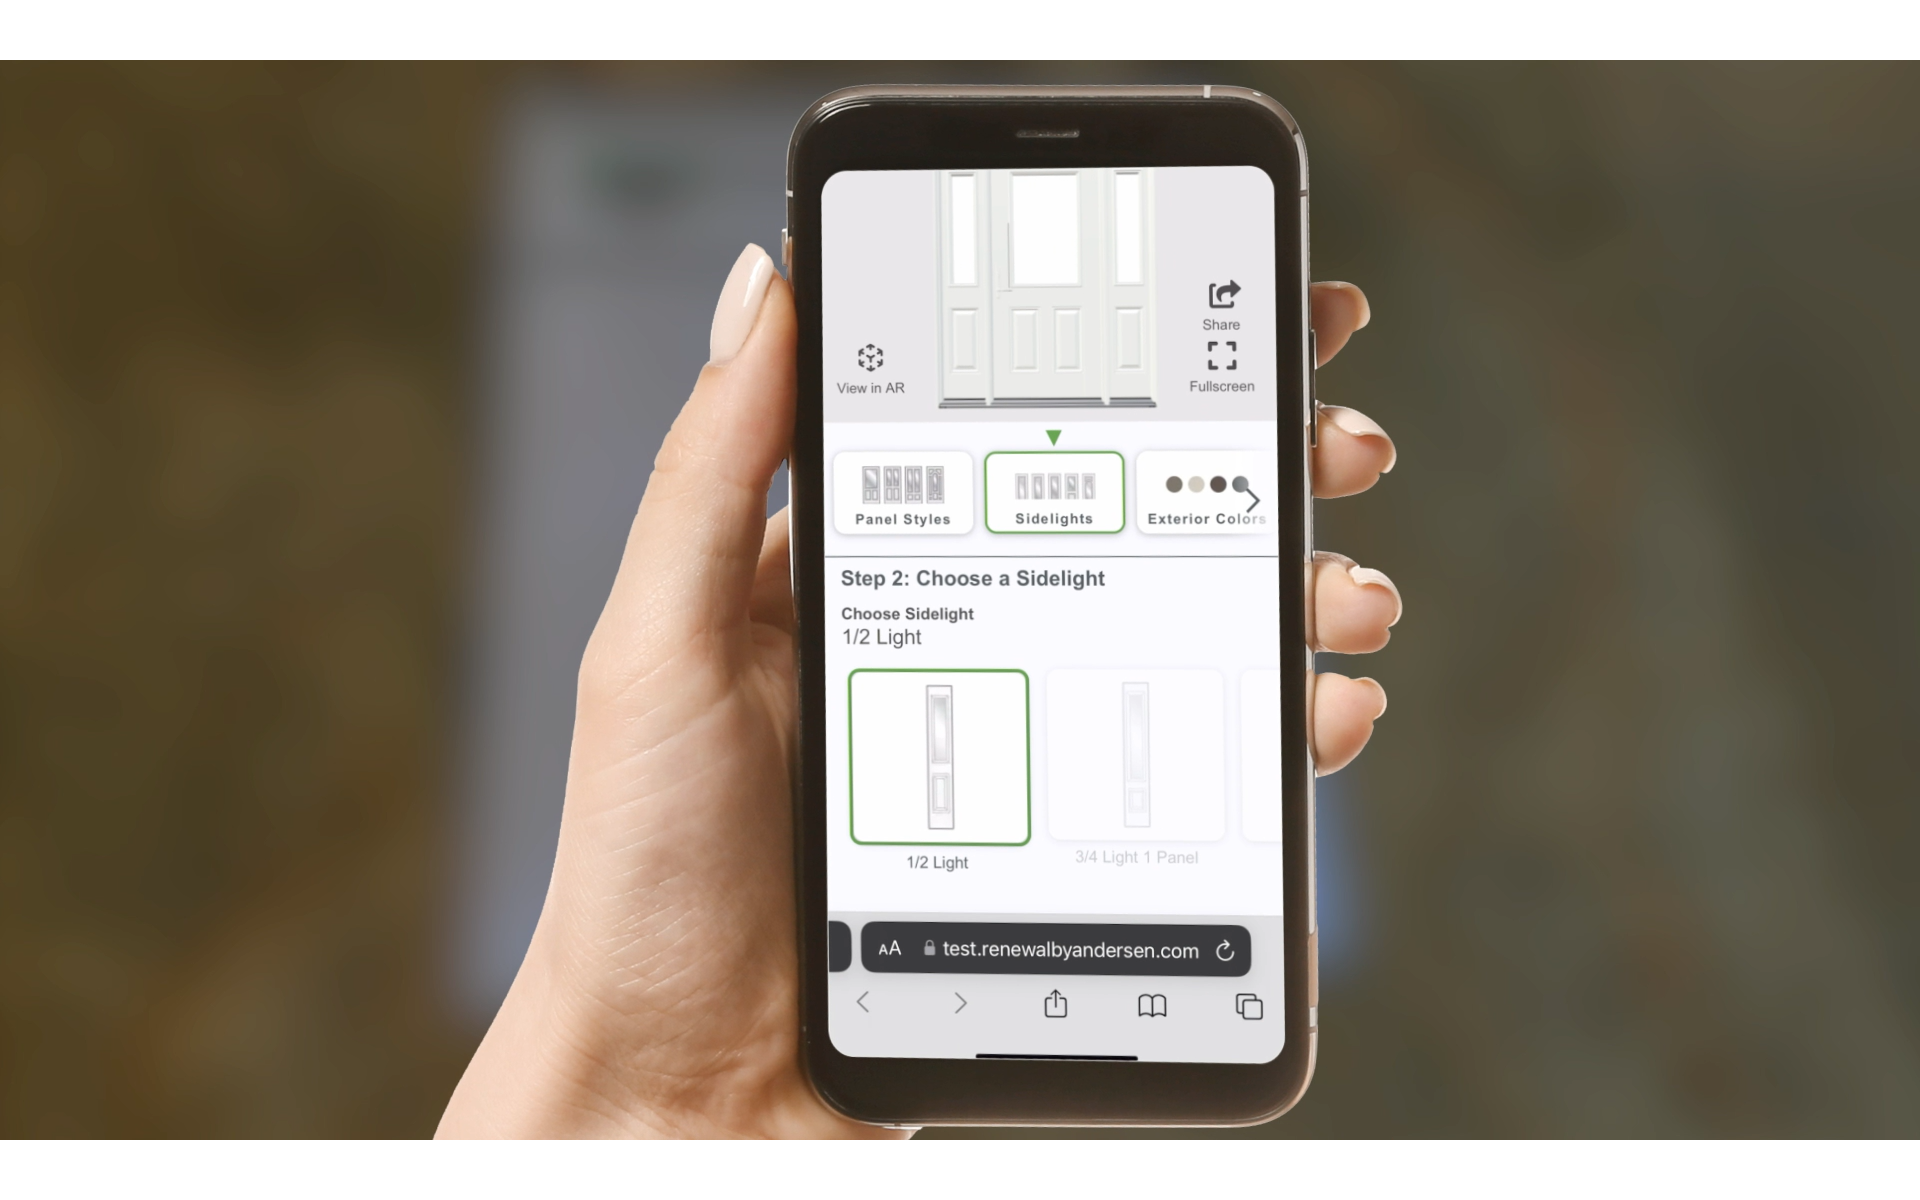 Share
View in AR
Fullscreen
Panel Styles
Sidelights
Exterior Colors
Step 2: Choose a Sidelight
Choose Sidelight
1/2 Light
1/2 Light
3/4 Light 1 Panel
AA test.renewalbyandersen.com